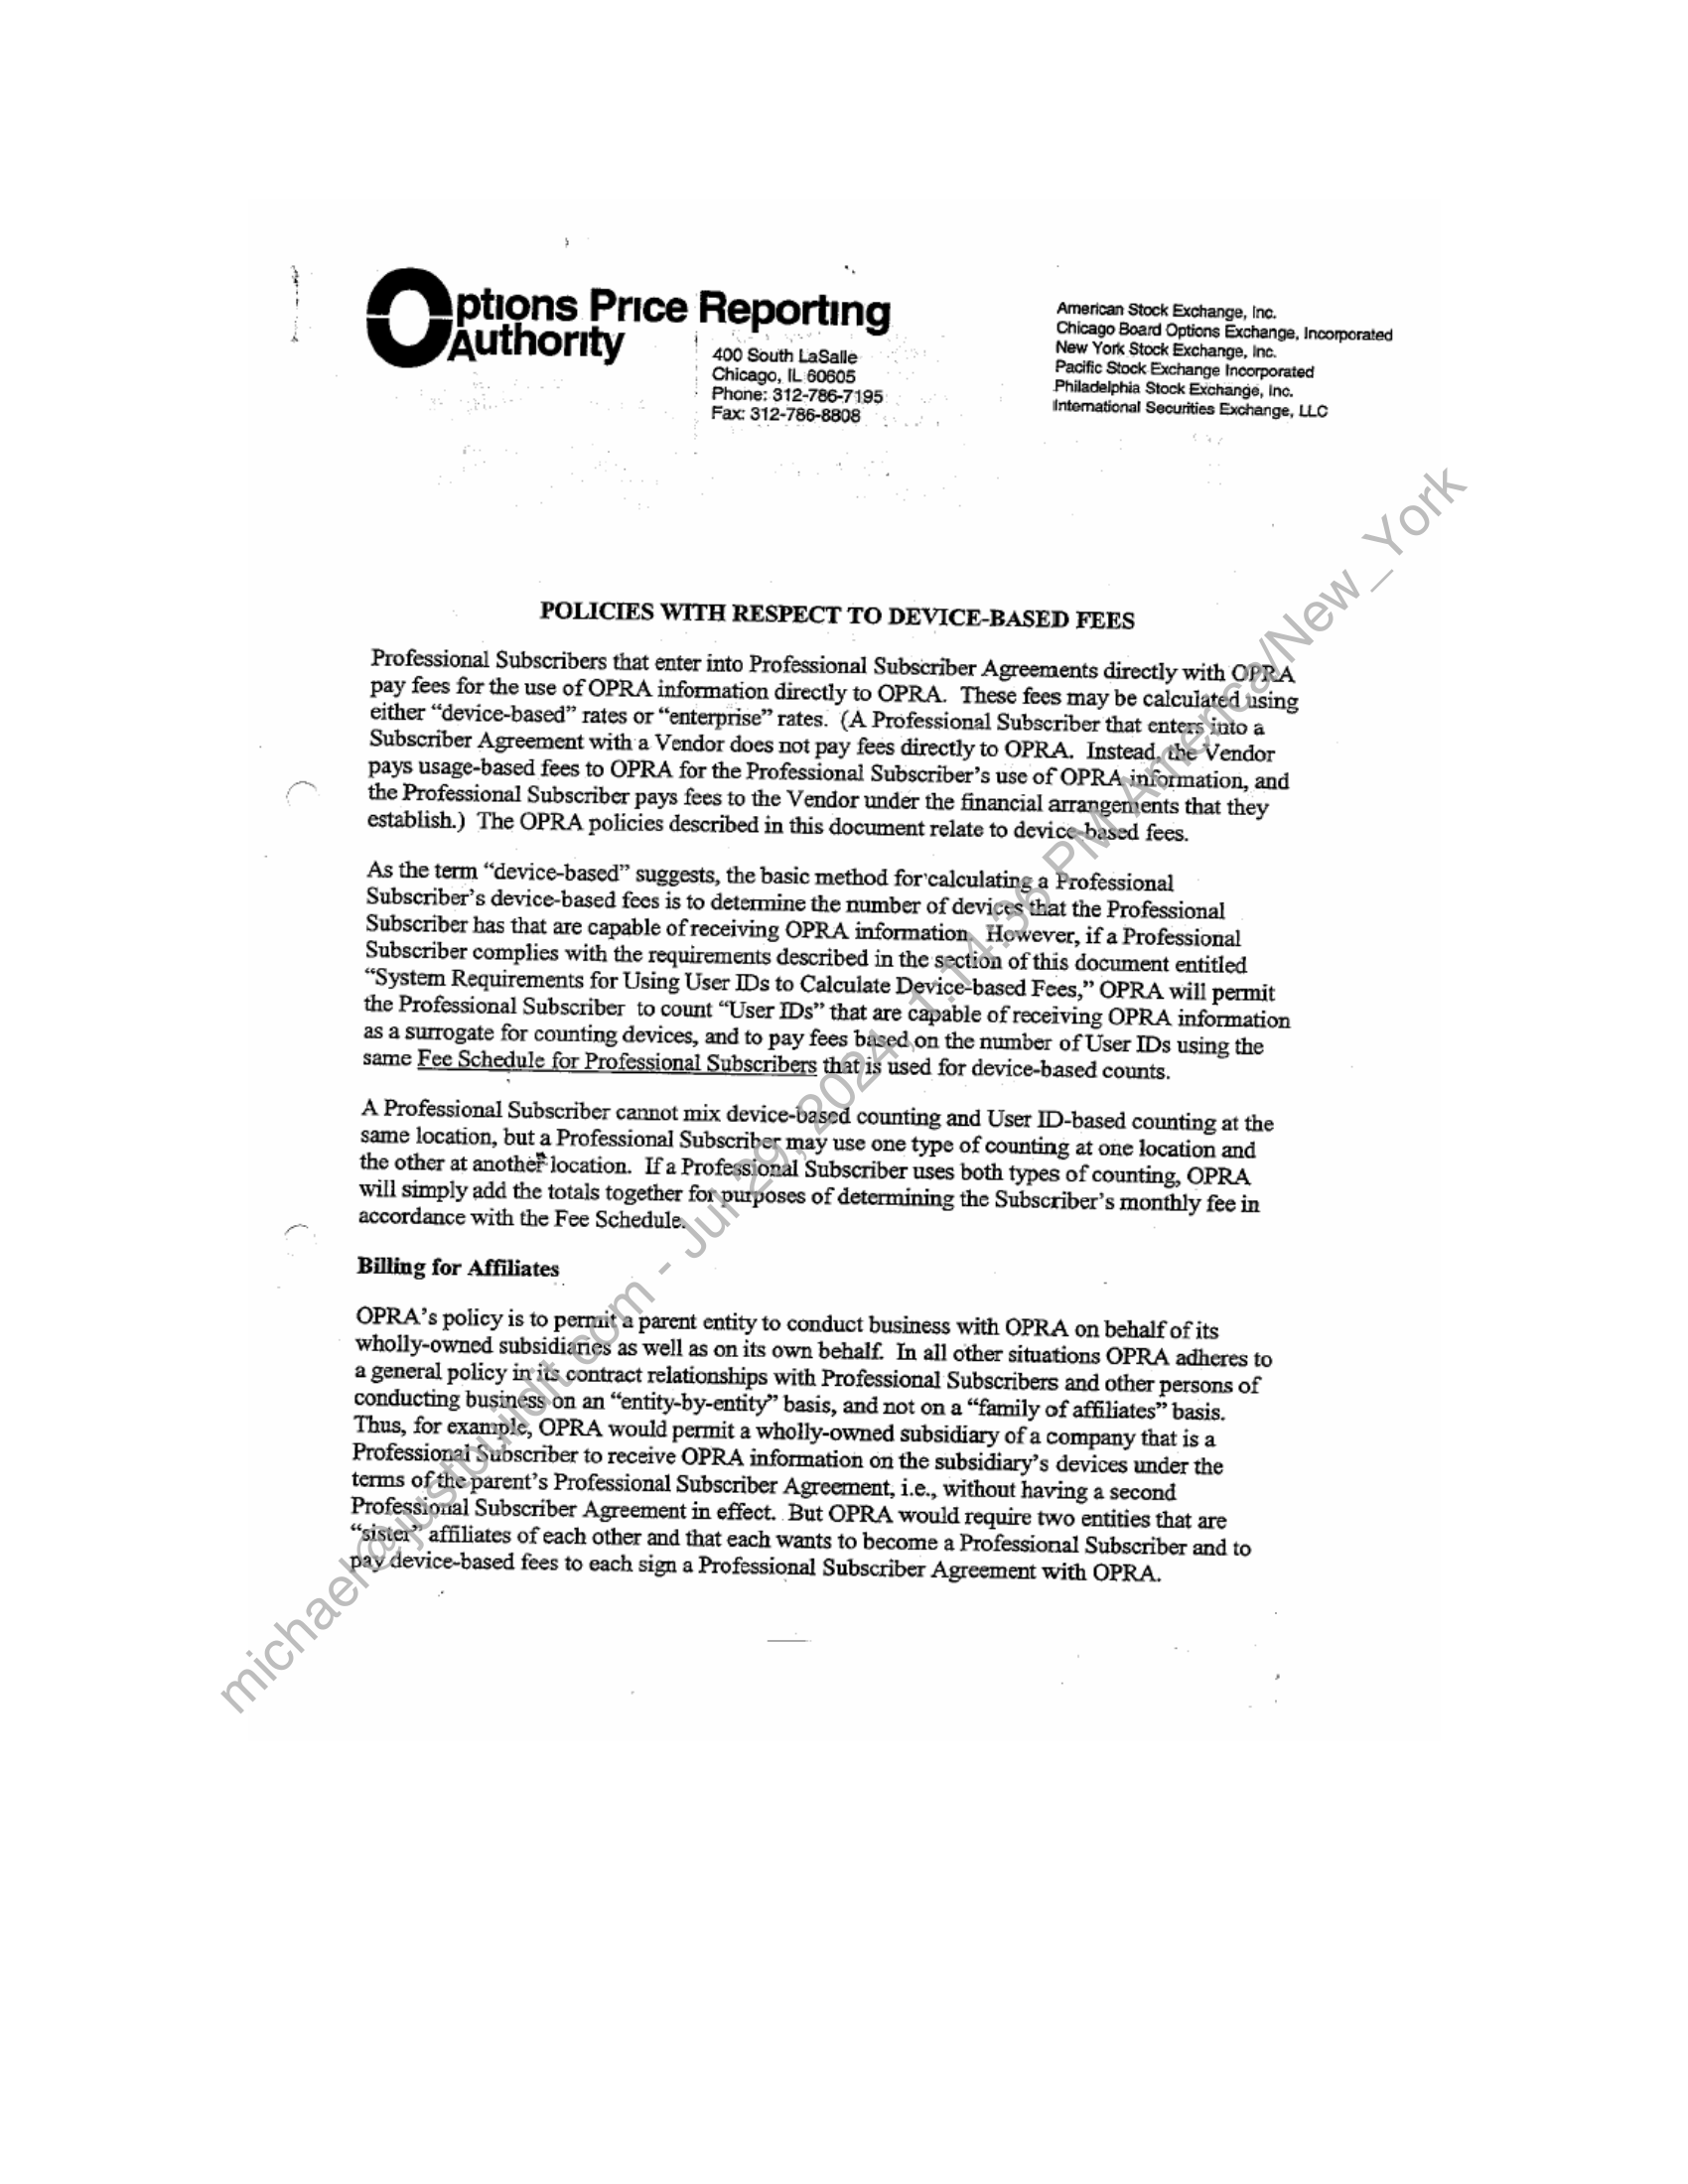 Options Price Reporting
Authority
400 South LaSalle
Chicago, IL 60605
Phone: 312-786-7195
Fax: 312-786-8808
American Stock Exchange, Inc.
Chicago Board Options Exchange, Incorporated
New York Stock Exchange, Inc.
Pacific Stock Exchange Incorporated
Philadelphia Stock Exchange, Inc.
International Securities Exchange, LLC
POLICIES WITH RESPECT TO DEVICE-BASED FEES
Professional Subscribers that enter into Professional Subscriber Agreements directly with OPRA
pay fees for the use of OPRA information directly to OPRA. These fees may be calculated using
either “device-based” rates or “enterprise” rates. (A Professional Subscriber that enters into a
Subscriber Agreement with a Vendor does not pay fees directly to OPRA. Instead, the Vendor
pays usage-based fees to OPRA for the Professional Subscriber’s use of OPRA information, and
the Professional Subscriber pays fees to the Vendor under the financial arrangements that they
establish.) The OPRA policies described in this document relate to device-based fees.
As the term “device-based” suggests, the basic method for calculating a Professional
Subscriber’s device-based fees is to determine the number of devices that the Professional
Subscriber has that are capable of receiving OPRA information. However, if a Professional
Subscriber complies with the requirements described in the section of this document entitled
“System Requirements for Using User IDs to Calculate Device-based Fees,” OPRA will permit
the Professional Subscriber to count “User IDs” that are capable of receiving OPRA information
as a surrogate for counting devices, and to pay fees based on the number of User IDs using the
same Fee Schedule for Professional Subscribers that is used for device-based counts.
A Professional Subscriber cannot mix device-based counting and User ID-based counting at the
same location, but a Professional Subscriber may use one type of counting at one location and
the other at another location. If a Professional Subscriber uses both types of counting, OPRA
will simply add the totals together for purposes of determining the Subscriber’s monthly fee in
accordance with the Fee Schedule.
Billing for Affiliates
OPRA’s policy is to permit a parent entity to conduct business with OPRA on behalf of its
wholly-owned subsidiaries as well as on its own behalf. In all other situations OPRA adheres to
a general policy in its contract relationships with Professional Subscribers and other persons of
conducting business on an “entity-by-entity” basis, and not on a “family of affiliates” basis.
Thus, for example, OPRA would permit a wholly-owned subsidiary of a company that is a
Professional Subscriber to receive OPRA information on the subsidiary’s devices under the
terms of the parent’s Professional Subscriber Agreement, i.e., without having a second
Professional Subscriber Agreement in effect. But OPRA would require two entities that are
“sister” affiliates of each other and that each wants to become a Professional Subscriber and to
pay device-based fees to each sign a Professional Subscriber Agreement with OPRA.
michael@justbuildit.com - Jul 29, 2024, 1:14:36 PM America/New_York